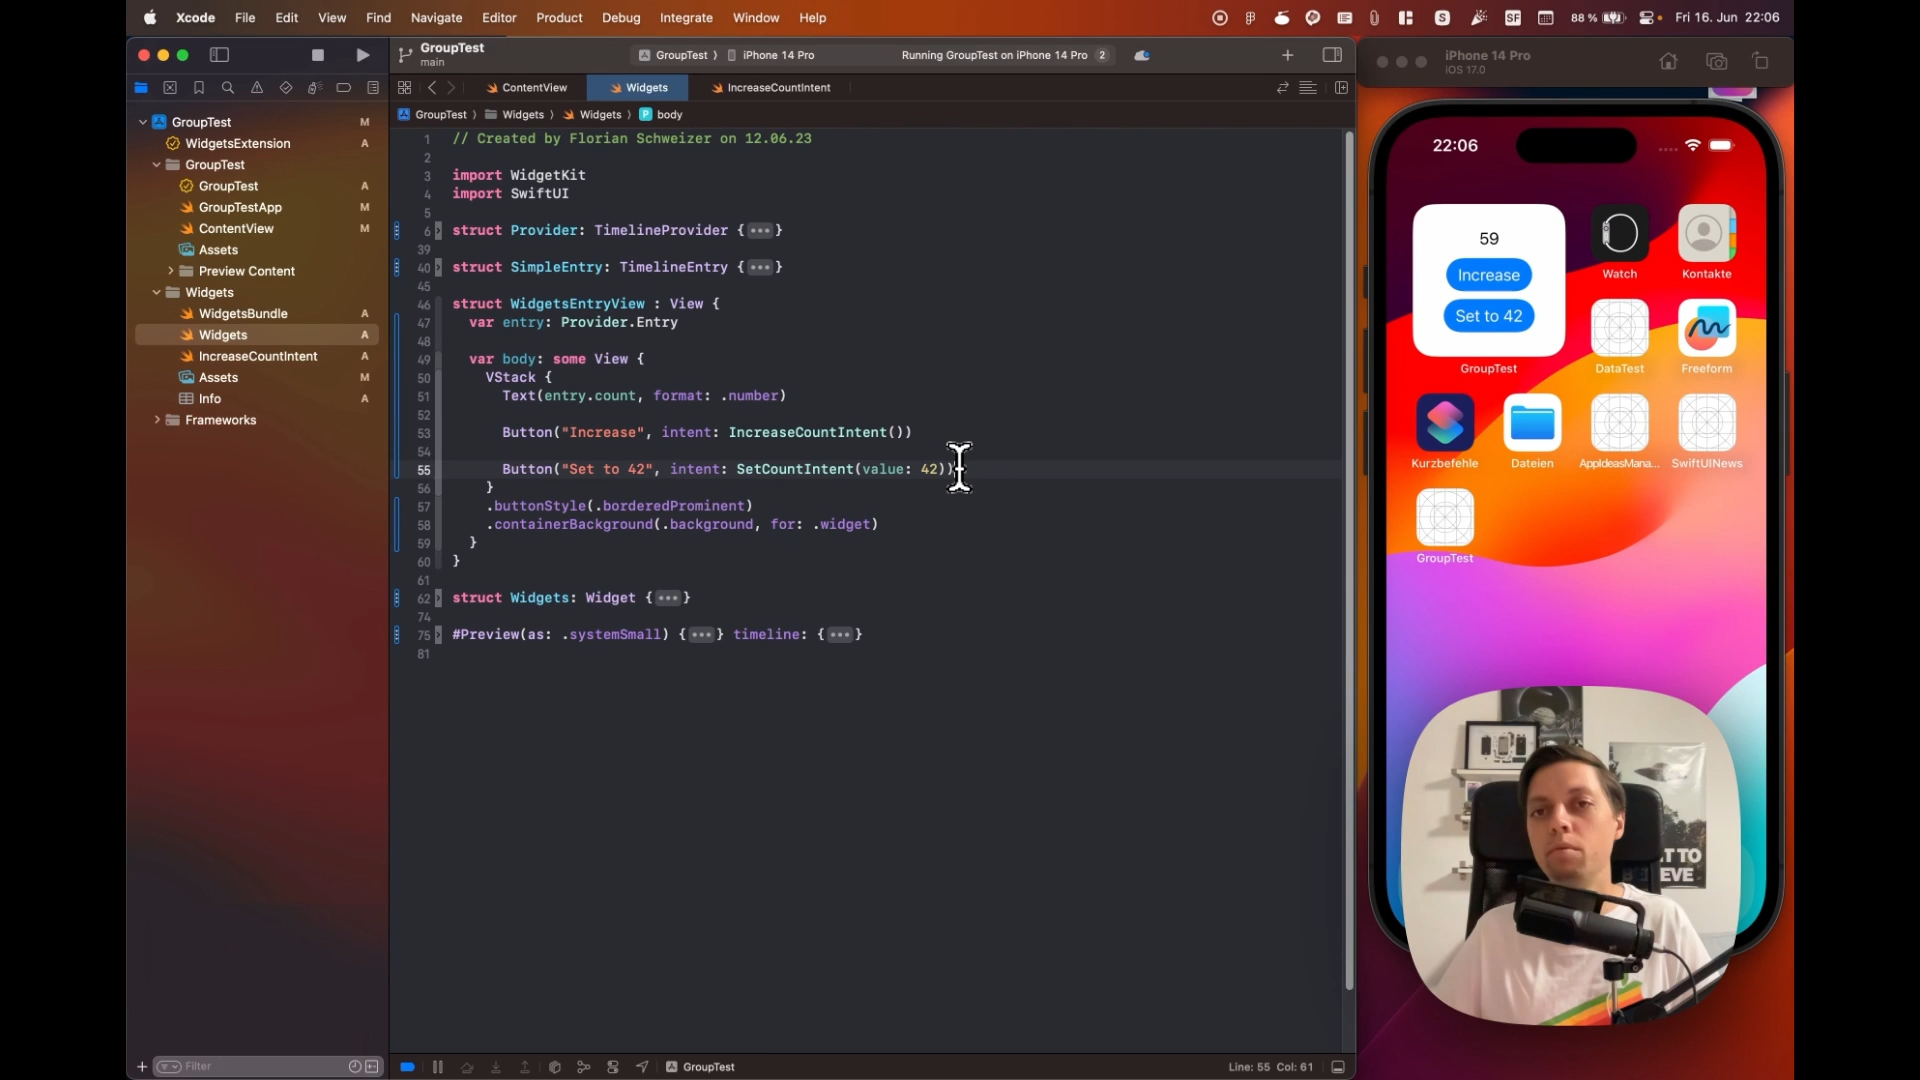 Xcode File Edit View Find Navigate Editor Product Debug Integrate Window Help
S SF 88 % Fri 16. Jun 22:06
GroupTest
main
GroupTest 〉 iPhone 14 Pro
Running GroupTest on iPhone 14 Pro 2
ContentView Widgets IncreaseCountIntent
GroupTest 〉 Widgets 〉 Widgets 〉 P body
GroupTest M
WidgetsExtension A
GroupTest
GroupTest A
GroupTestApp M
ContentView M
Assets
Preview Content
Widgets
WidgetsBundle A
Widgets A
IncreaseCountIntent A
Assets M
Info A
Frameworks
1 // Created by Florian Schweizer on 12.06.23
2
3 import WidgetKit
4 import SwiftUI
5
6 struct Provider: TimelineProvider {•••}
39
40 struct SimpleEntry: TimelineEntry {•••}
45
46 struct WidgetsEntryView : View {
47 var entry: Provider.Entry
48
49 var body: some View {
50 VStack {
51 Text(entry.count, format: .number)
52
53 Button("Increase", intent: IncreaseCountIntent())
54
55 Button("Set to 42", intent: SetCountIntent(value: 42))
56 }
57 .buttonStyle(.borderedProminent)
58 .containerBackground(.background, for: .widget)
59 }
60 }
61
62 struct Widgets: Widget {•••}
74
75 #Preview(as: .systemSmall) {•••} timeline: {•••}
81
Filter
GroupTest
Line: 55 Col: 61
iPhone 14 Pro
iOS 17.0
22:06
59
Increase
Set to 42
GroupTest
Watch Kontakte
DataTest Freeform
Kurzbefehle Dateien AppIdeasMana... SwiftUINews
GroupTest